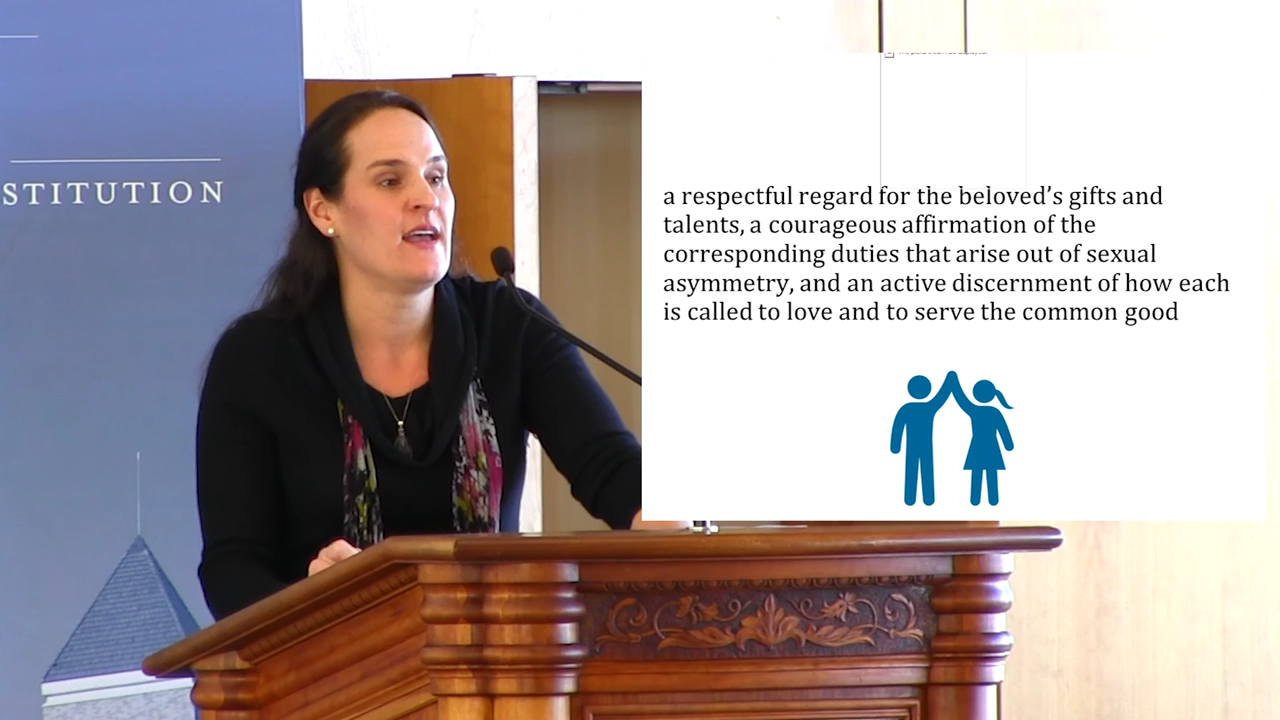 STITUTION
a respectful regard for the beloved’s gifts and
talents, a courageous affirmation of the
corresponding duties that arise out of sexual
asymmetry, and an active discernment of how each
is called to love and to serve the common good